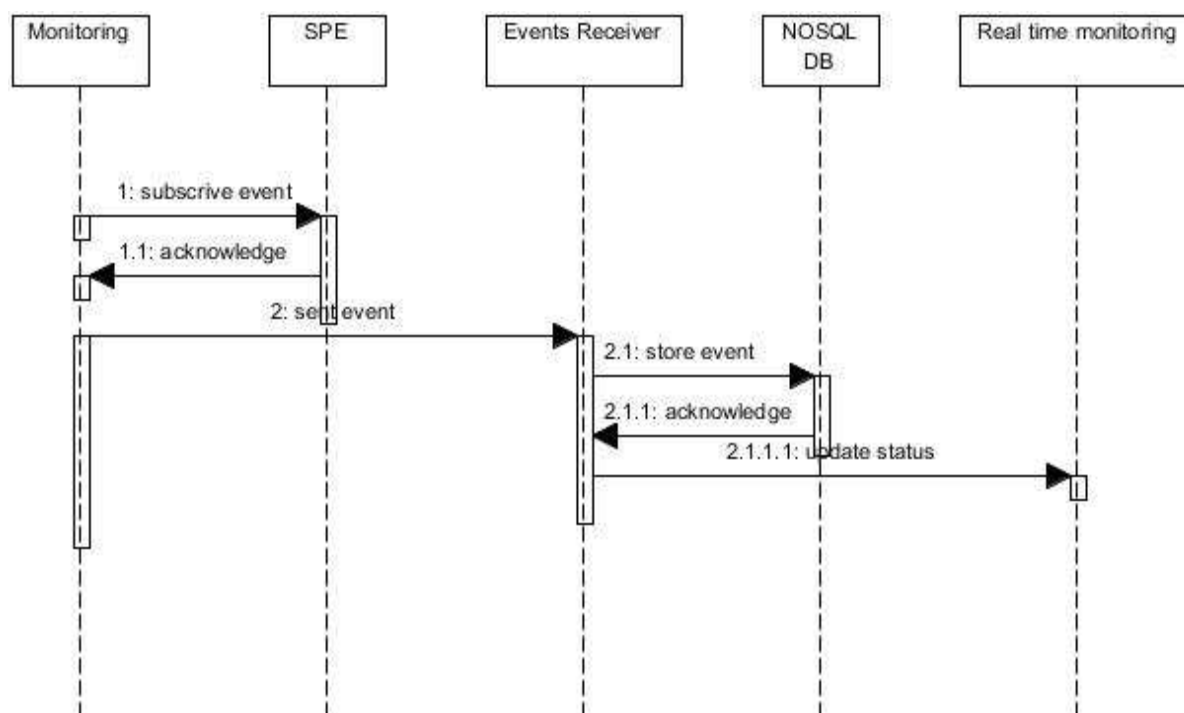 Monitoring
SPE
Events Receiver
NOSQL
DB
Real time monitoring
1: subscrive event
1.1: acknowledge
2: sent event
2.1: store event
2.1.1: acknowledge
2.1.1.1: update status